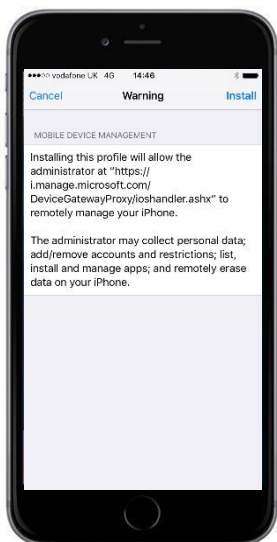 vodafone UK 4G 14:46
Cancel Warning Install
MOBILE DEVICE MANAGEMENT
Installing this profile will allow the
administrator at "https://
i.manage.microsoft.com/
DeviceGatewayProxy/ioshandler.ashx" to
remotely manage your iPhone.
The administrator may collect personal data;
add/remove accounts and restrictions; list,
install and manage apps; and remotely erase
data on your iPhone.